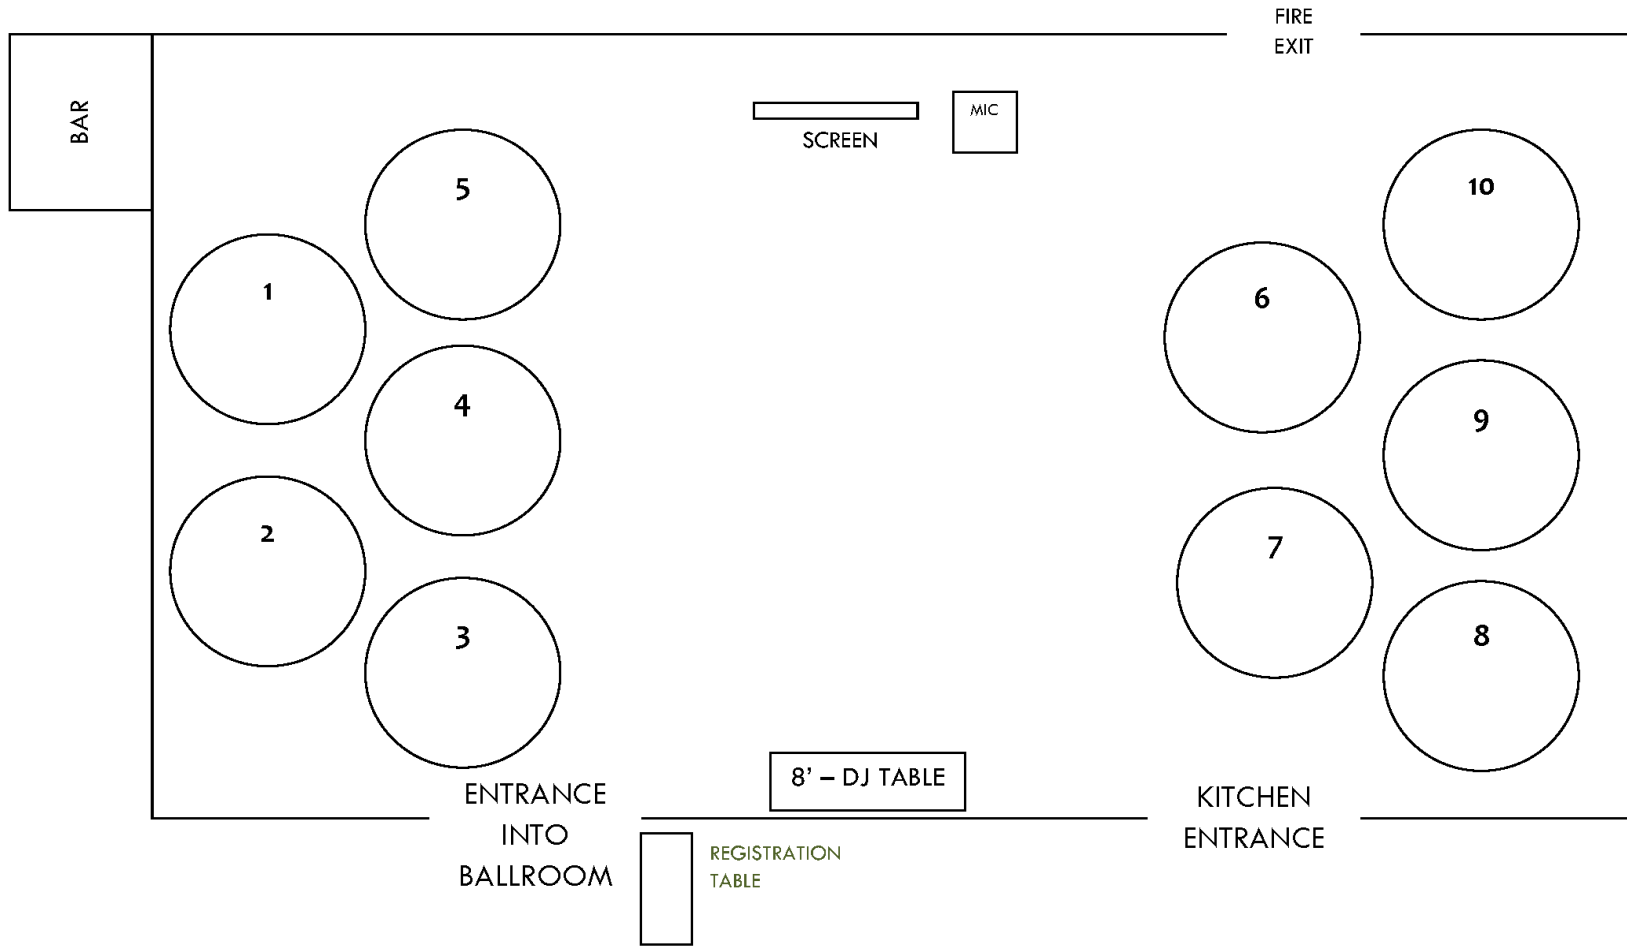 FIRE
EXIT
BAR
MIC
SCREEN
5
10
1
6
4
9
2
7
3
8
8’ – DJ TABLE
ENTRANCE
INTO
BALLROOM
KITCHEN
ENTRANCE
REGISTRATION
TABLE